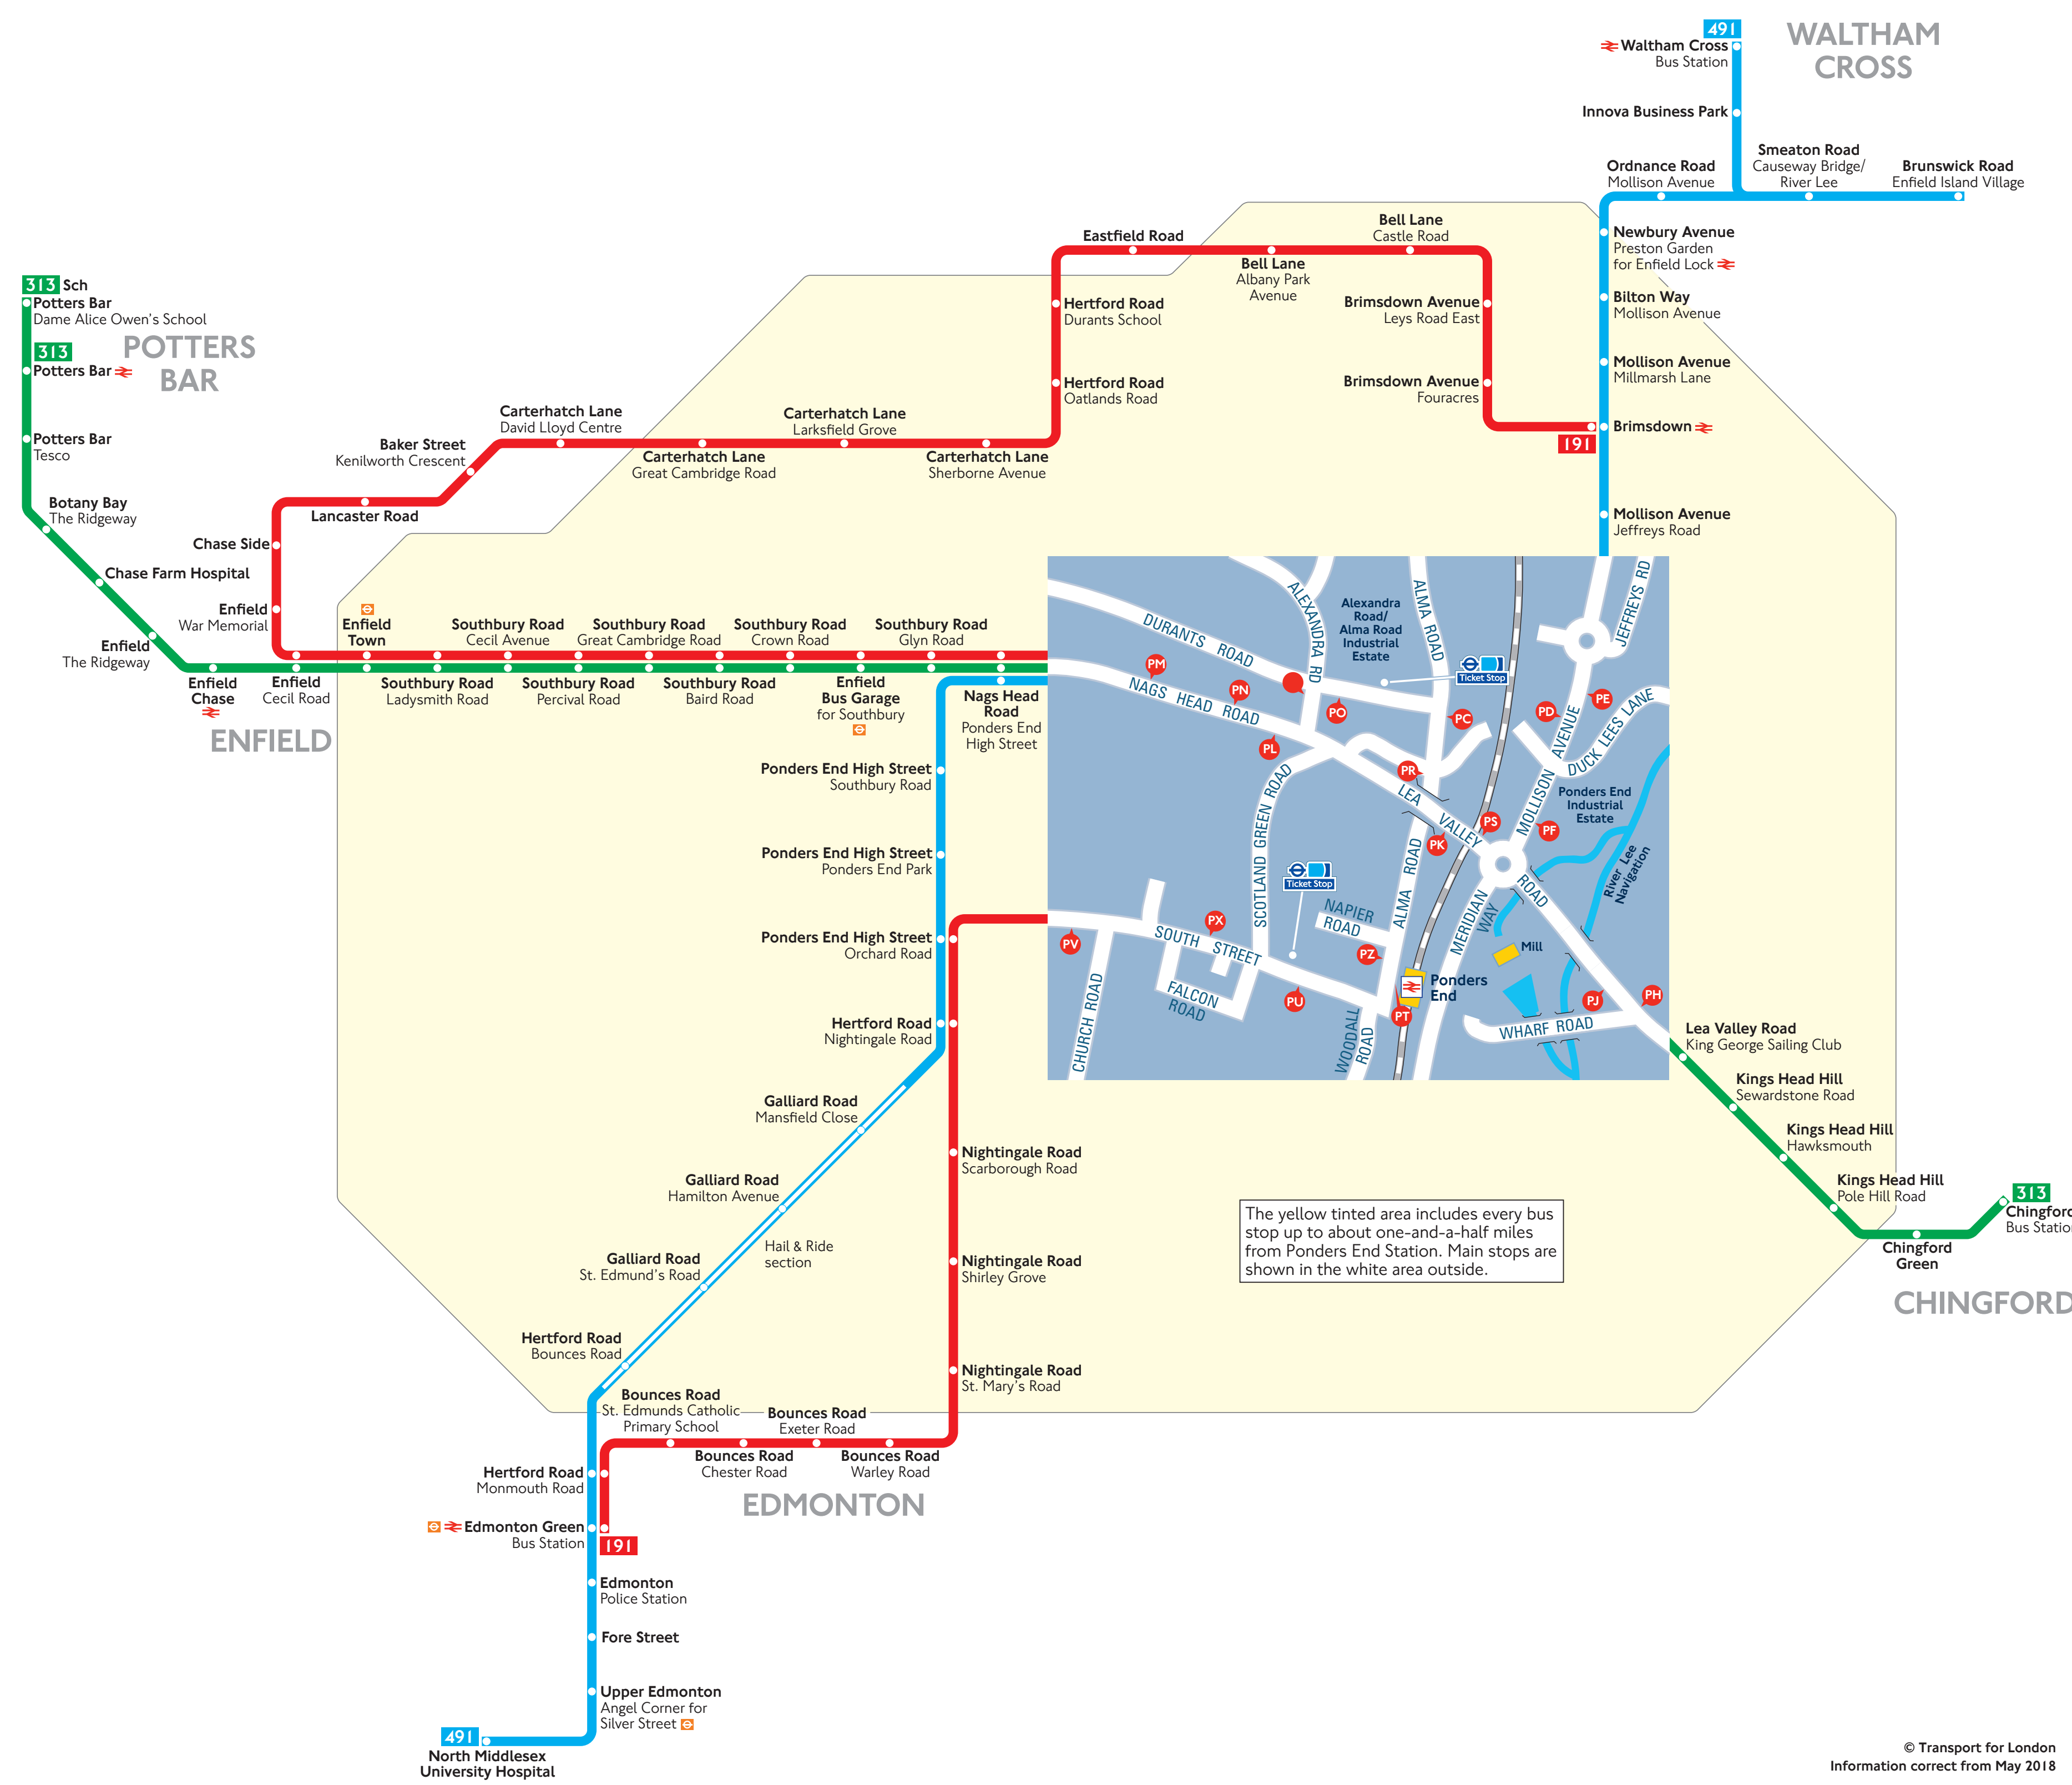 491
Waltham Cross
Bus Station
WALTHAM
CROSS
Innova Business Park
Smeaton Road
Causeway Bridge/
River Lee
Ordnance Road
Mollison Avenue
Brunswick Road
Enfield Island Village
Newbury Avenue
Preston Garden
for Enfield Lock
Bilton Way
Mollison Avenue
Mollison Avenue
Millmarsh Lane
Brimsdown
191
Mollison Avenue
Jeffreys Road
Eastfield Road
Bell Lane
Castle Road
Bell Lane
Albany Park
Avenue
Brimsdown Avenue
Leys Road East
Brimsdown Avenue
Fouracres
Hertford Road
Durants School
Hertford Road
Oatlands Road
313 Sch
Potters Bar
Dame Alice Owen's School
313
Potters Bar
POTTERS
BAR
Potters Bar
Tesco
Botany Bay
The Ridgeway
Chase Farm Hospital
Enfield
The Ridgeway
Carterhatch Lane
David Lloyd Centre
Carterhatch Lane
Larksfield Grove
Carterhatch Lane
Great Cambridge Road
Carterhatch Lane
Sherborne Avenue
Baker Street
Kenilworth Crescent
Lancaster Road
Chase Side
Enfield
War Memorial
Enfield
Town
Southbury Road
Cecil Avenue
Southbury Road
Great Cambridge Road
Southbury Road
Crown Road
Southbury Road
Glyn Road
Enfield
Chase
Enfield
Cecil Road
Southbury Road
Ladysmith Road
Southbury Road
Percival Road
Southbury Road
Baird Road
Enfield
Bus Garage
for Southbury
Nags Head
Road
Ponders End
High Street
ENFIELD
Ponders End High Street
Southbury Road
Ponders End High Street
Ponders End Park
Ponders End High Street
Orchard Road
Hertford Road
Nightingale Road
Galliard Road
Mansfield Close
Galliard Road
Hamilton Avenue
Hail & Ride
section
Galliard Road
St. Edmund's Road
Hertford Road
Bounces Road
Nightingale Road
Scarborough Road
Nightingale Road
Shirley Grove
Nightingale Road
St. Mary's Road
Bounces Road
St. Edmunds Catholic
Primary School
Bounces Road
Exeter Road
Bounces Road
Chester Road
Bounces Road
Warley Road
EDMONTON
Hertford Road
Monmouth Road
Edmonton Green
Bus Station
191
Edmonton
Police Station
Fore Street
Upper Edmonton
Angel Corner for
Silver Street
491
North Middlesex
University Hospital
DURANTS ROAD
ALEXANDRA RD
Alexandra
Road/
Alma Road
Industrial
Estate
ALMA ROAD
JEFFREYS RD
Ticket Stop
PM
PN
NAGS HEAD ROAD
PO
PC
PD
PE
PL
PR
MOLLISON AVENUE
DUCK LEES LANE
LEA VALLEY ROAD
Ponders End
Industrial
Estate
PS
PF
PK
SCOTLAND GREEN ROAD
ALMA ROAD
River Lee
Navigation
Ticket Stop
NAPIER
ROAD
MERIDIAN
WAY
PV
PX
SOUTH STREET
PZ
Mill
Ponders
End
FALCON
ROAD
PU
PT
PJ
PH
CHURCH ROAD
WOODALL
ROAD
WHARF ROAD
Lea Valley Road
King George Sailing Club
Kings Head Hill
Sewardstone Road
Kings Head Hill
Hawksmouth
Kings Head Hill
Pole Hill Road
313
Chingford
Bus Statio
Chingford
Green
CHINGFORD
The yellow tinted area includes every bus
stop up to about one-and-a-half miles
from Ponders End Station. Main stops are
shown in the white area outside.
© Transport for London
Information correct from May 2018